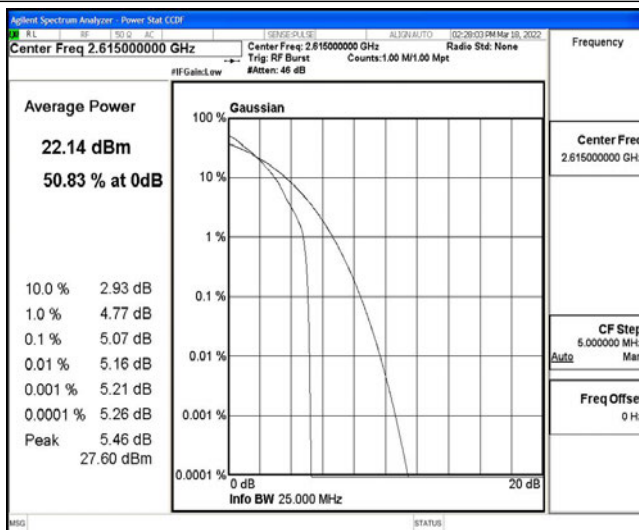 Agilent Spectrum Analyzer - Power Stat CCDF
RL RF 50 Ω AC SENSE:PULSE ALIGN AUTO 02:28:03 PM Mar 18, 2022
Center Freq 2.615000000 GHz
Center Freq: 2.615000000 GHz Radio Std: None
Trig: RF Burst Counts:1.00 M/1.00 Mpt
#IFGain:Low #Atten: 46 dB
Frequency
Average Power
22.14 dBm
50.83 % at 0dB
10.0 % 2.93 dB
1.0 % 4.77 dB
0.1 % 5.07 dB
0.01 % 5.16 dB
0.001 % 5.21 dB
0.0001 % 5.26 dB
Peak 5.46 dB
27.60 dBm
Gaussian
100 %
10 %
1 %
0.1 %
0.01 %
0.001 %
0.0001 %
0 dB 20 dB
Info BW 25.000 MHz
Center Freq
2.615000000 GHz
CF Step
5.000000 MHz
Auto Man
Freq Offset
0 Hz
MSG STATUS